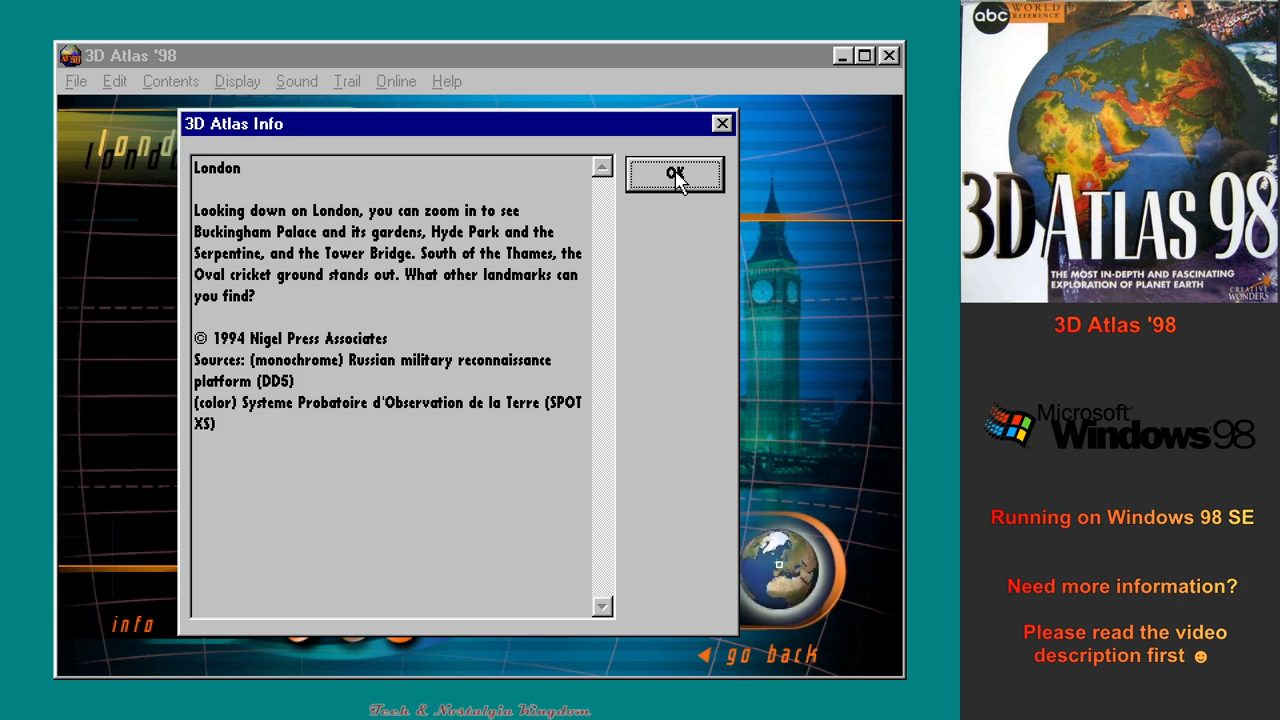 3D Atlas '98
File Edit Contents Display Sound Trail Online Help
3D Atlas Info
London
Looking down on London, you can zoom in to see
Buckingham Palace and its gardens, Hyde Park and the
Serpentine, and the Tower Bridge. South of the Thames, the
Oval cricket ground stands out. What other landmarks can
you find?
© 1994 Nigel Press Associates
Sources: (monochrome) Russian military reconnaissance
platform (DD5)
(color) Systeme Probatoire d'Observation de la Terre (SPOT
XS)
OK
info
go back
Tech & Nostalgia Kingdom
abc WORLD
REFERENCE
3D ATLAS 98
THE MOST IN-DEPTH AND FASCINATING
EXPLORATION OF PLANET EARTH
CREATIVE
WONDERS
3D Atlas '98
Microsoft
Windows 98
Running on Windows 98 SE
Need more information?
Please read the video
description first ☻